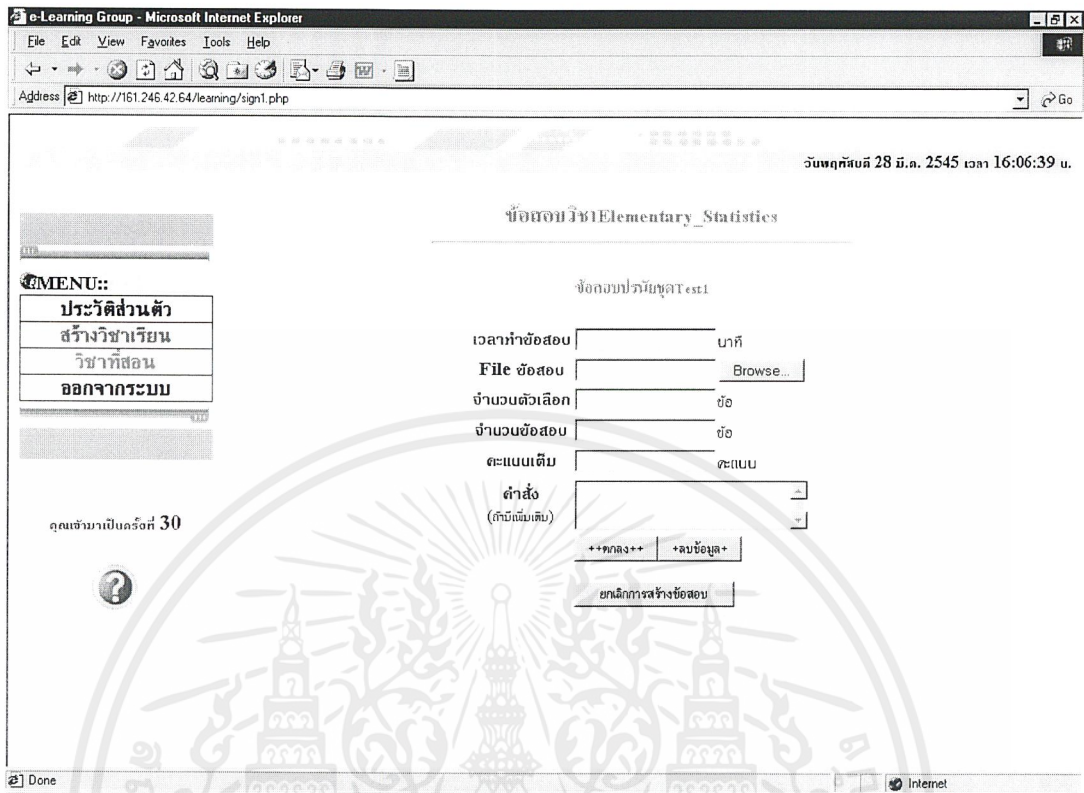 e-Learning Group - Microsoft Internet Explorer
File Edit View Favorites Tools Help
Address http://161.246.42.64/learning/sign1.php Go
วันพฤหัสบดี 28 มี.ค. 2545 เวลา 16:06:39 น.
ข้อสอบวิชาElementary_Statistics
MENU::
ประวัติส่วนตัว
สร้างวิชาเรียน
วิชาที่สอน
ออกจากระบบ
คุณเข้ามาเป็นครั้งที่ 30
ข้อสอบปรนัยชุดTest1
เวลาทำข้อสอบ นาที
File ข้อสอบ Browse...
จำนวนตัวเลือก ข้อ
จำนวนข้อสอบ ข้อ
คะแนนเต็ม คะแนน
คำสั่ง
(ถ้ามีเพิ่มเติม)
++ตกลง++ +ลบข้อมูล+
ยกเลิกการสร้างข้อสอบ
Done Internet